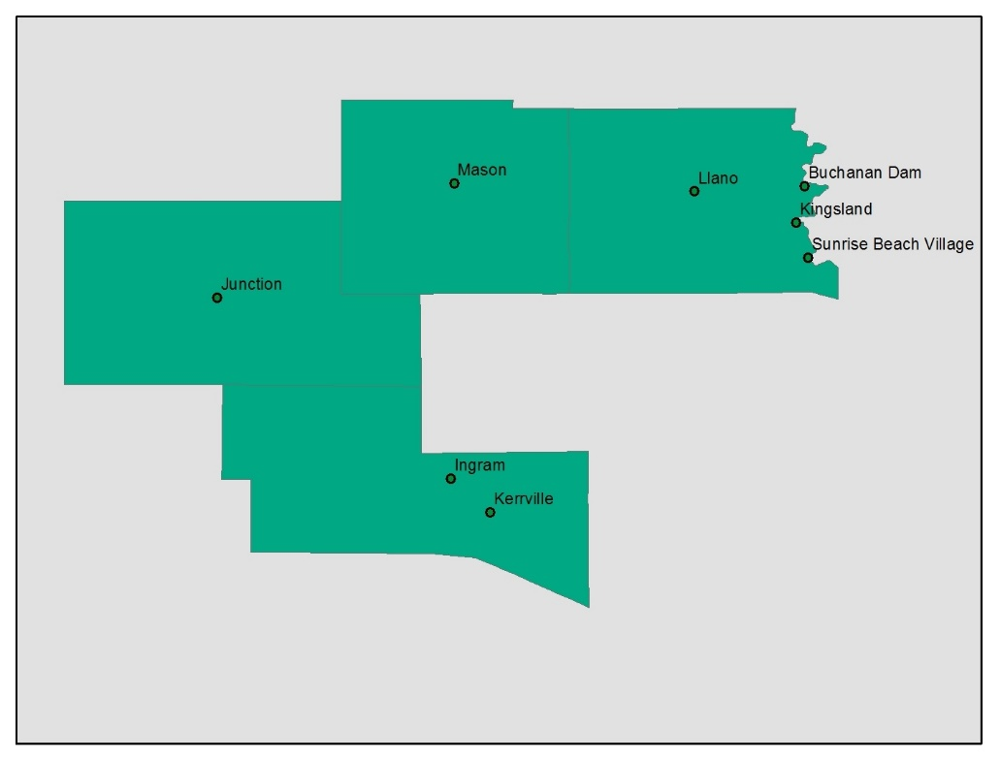 Mason
Llano
Buchanan Dam
Kingsland
Sunrise Beach Village
Junction
Ingram
Kerrville